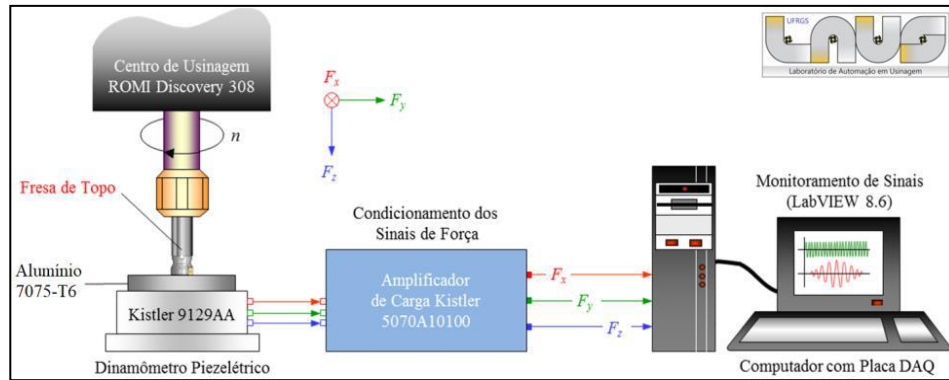 UFRGS
Laboratório de Automação em Usinagem
Centro de Usinagem
ROMI Discovery 308
n
Fx
Fy
Fz
Fresa de Topo
Alumínio
7075-T6
Kistler 9129AA
Dinamômetro Piezelétrico
Condicionamento dos
Sinais de Força
Amplificador
de Carga Kistler
5070A10100
Fx
Fy
Fz
Monitoramento de Sinais
(LabVIEW 8.6)
Computador com Placa DAQ